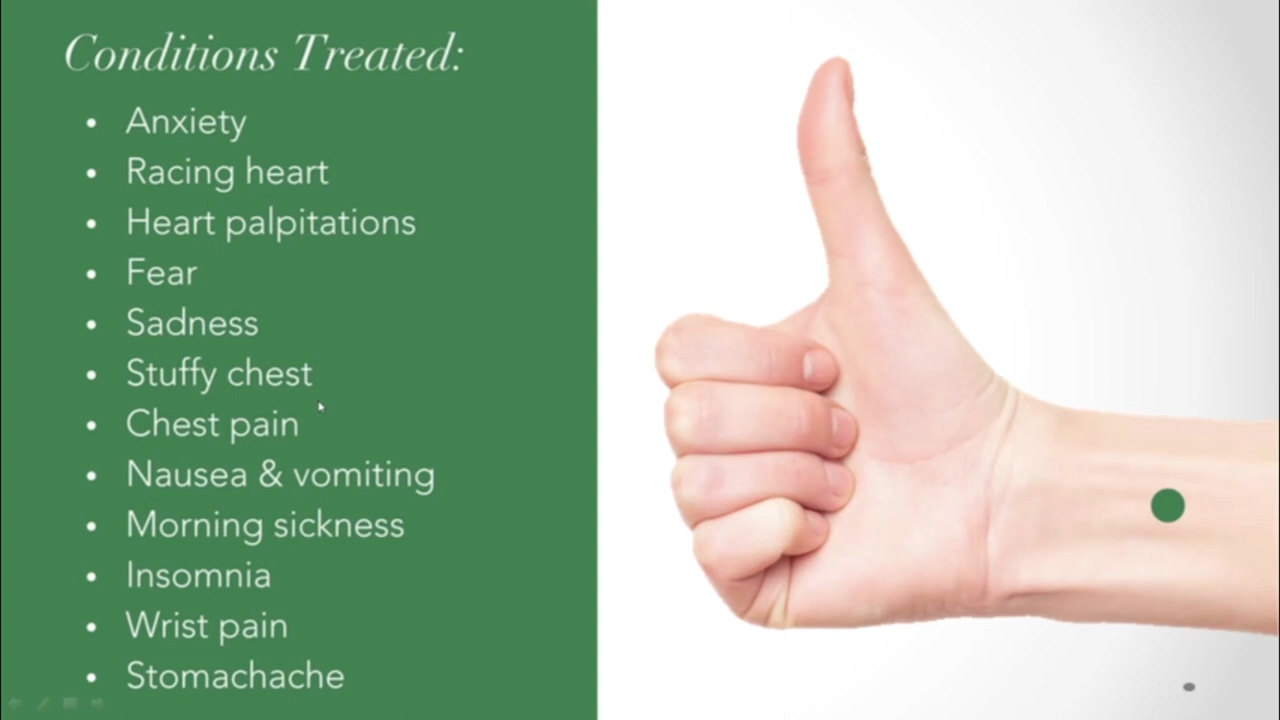 Conditions Treated:
• Anxiety
• Racing heart
• Heart palpitations
• Fear
• Sadness
• Stuffy chest
• Chest pain
• Nausea & vomiting
• Morning sickness
• Insomnia
• Wrist pain
• Stomachache